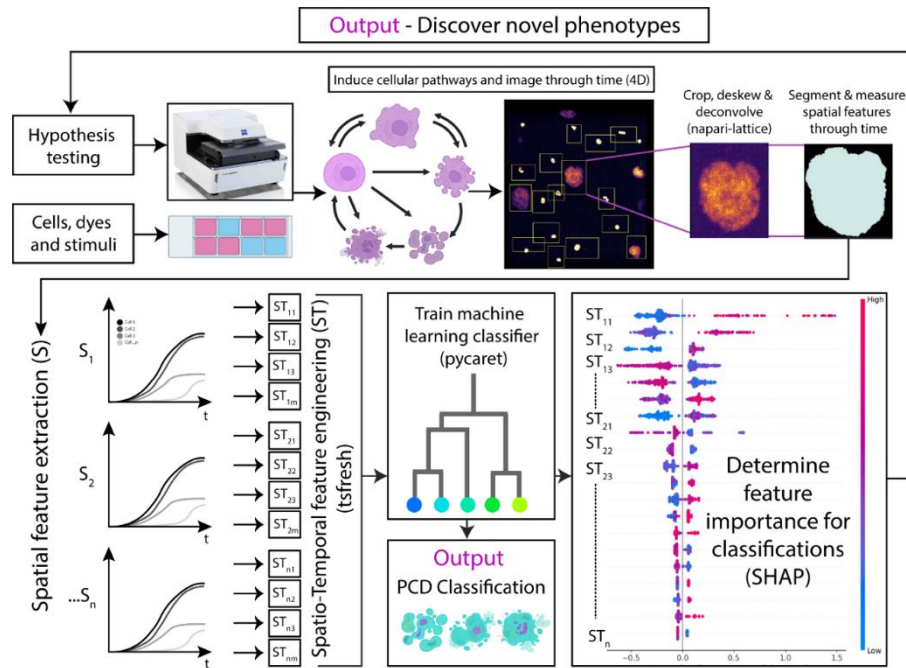 Output - Discover novel phenotypes
Induce cellular pathways and image through time (4D)
Hypothesis
testing
Cells, dyes
and stimuli
Crop, deskew &
deconvolve
(napari-lattice)
Segment & measure
spatial features
through time
Spatial feature extraction (S)
S1
t
S2
t
...Sn
t
ST11
ST12
ST13
ST1m
ST21
ST22
ST23
ST2m
STn1
STn2
STn3
STnm
Spatio-Temporal feature engineering (ST)
(tsfresh)
Train machine
learning classifier
(pycaret)
Output
PCD Classification
ST11
ST12
ST13
ST21
ST22
ST23
STn
Determine
feature
importance for
classifications
(SHAP)
High
Low
−0.5
0.0
0.5
1.0
1.5